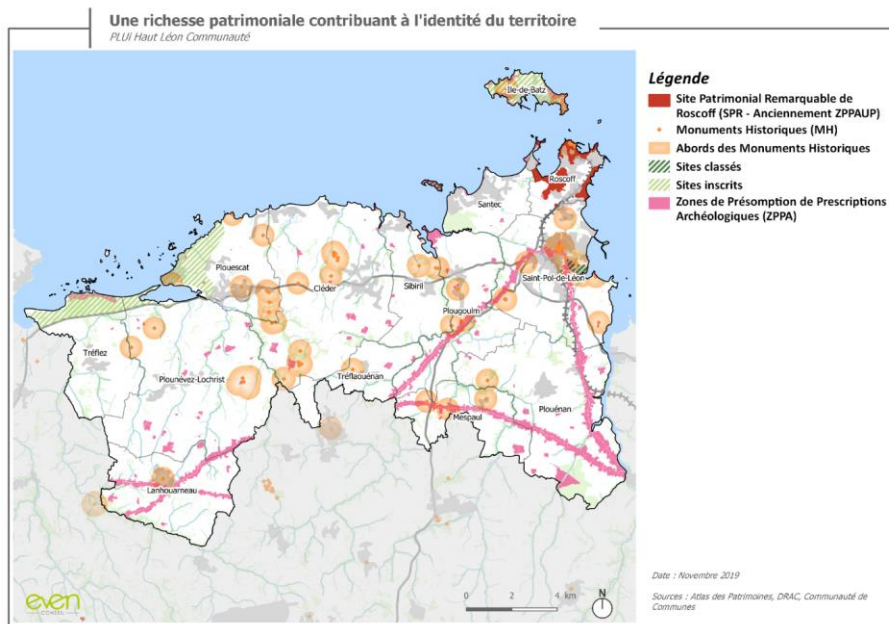 Une richesse patrimoniale contribuant à l'identité du territoire
PLUi Haut Léon Communauté
Légende
Site Patrimonial Remarquable de
Roscoff (SPR - Anciennement ZPPAUP)
Monuments Historiques (MH)
Abords des Monuments Historiques
Sites classés
Sites inscrits
Zones de Présomption de Prescriptions
Archéologiques (ZPPA)
Ile-de-Batz
Roscoff
Santec
Plouescat
Cléder
Sibiril
Saint-Pol-de-Léon
Plougoulm
Tréflez
Plounévez-Lochrist
Tréflaouénan
Mespaul
Plouénan
Lanhouarneau
even
CONSEIL
0 2 4 km
N
Date : Novembre 2019
Sources : Atlas des Patrimoines, DRAC, Communauté de
Communes